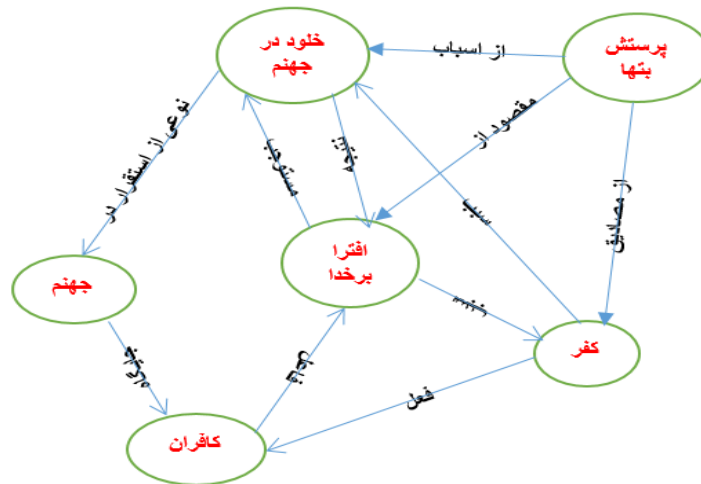 پرستش
بتها
از اسباب
خلود در
جهنم
مقصود از
نوعی از استقرار در
نتیجه
مستوجب
سبب
از مصادیق
افترا
برخدا
جهنم
نتیجه
کفر
جایگاه
فعل
کافران